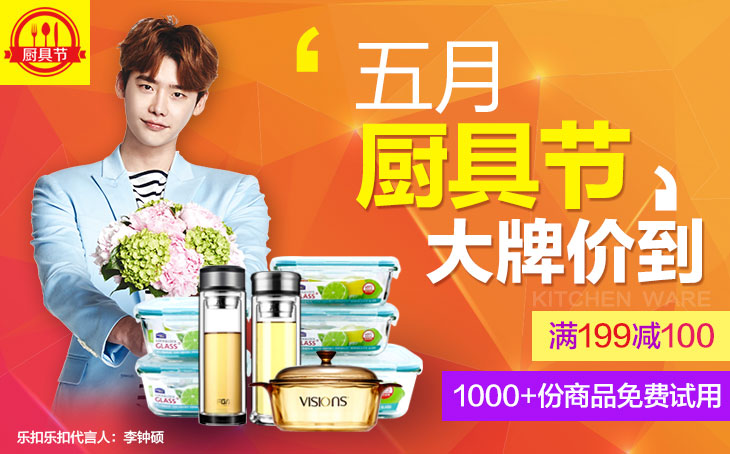 厨具节
‘五月
厨具节’
大牌价到
KITCHEN WARE
满199减100
1000+份商品免费试用
GLASS
GLASS
VISIONS
乐扣乐扣代言人：李钟硕